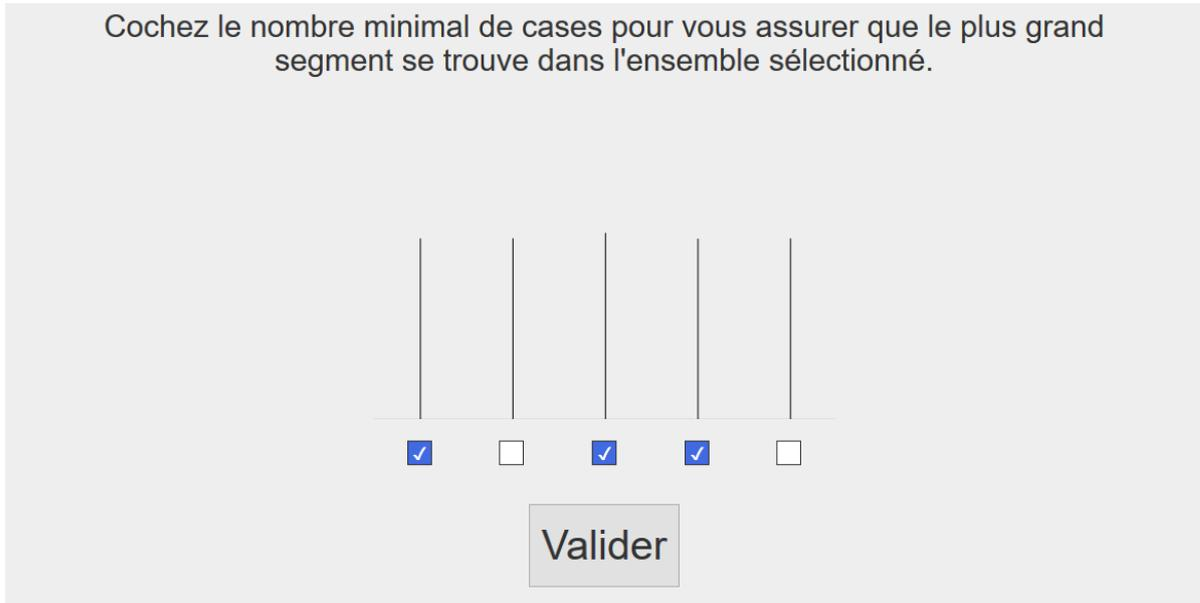 Cochez le nombre minimal de cases pour vous assurer que le plus grand
segment se trouve dans l'ensemble sélectionné.
Valider